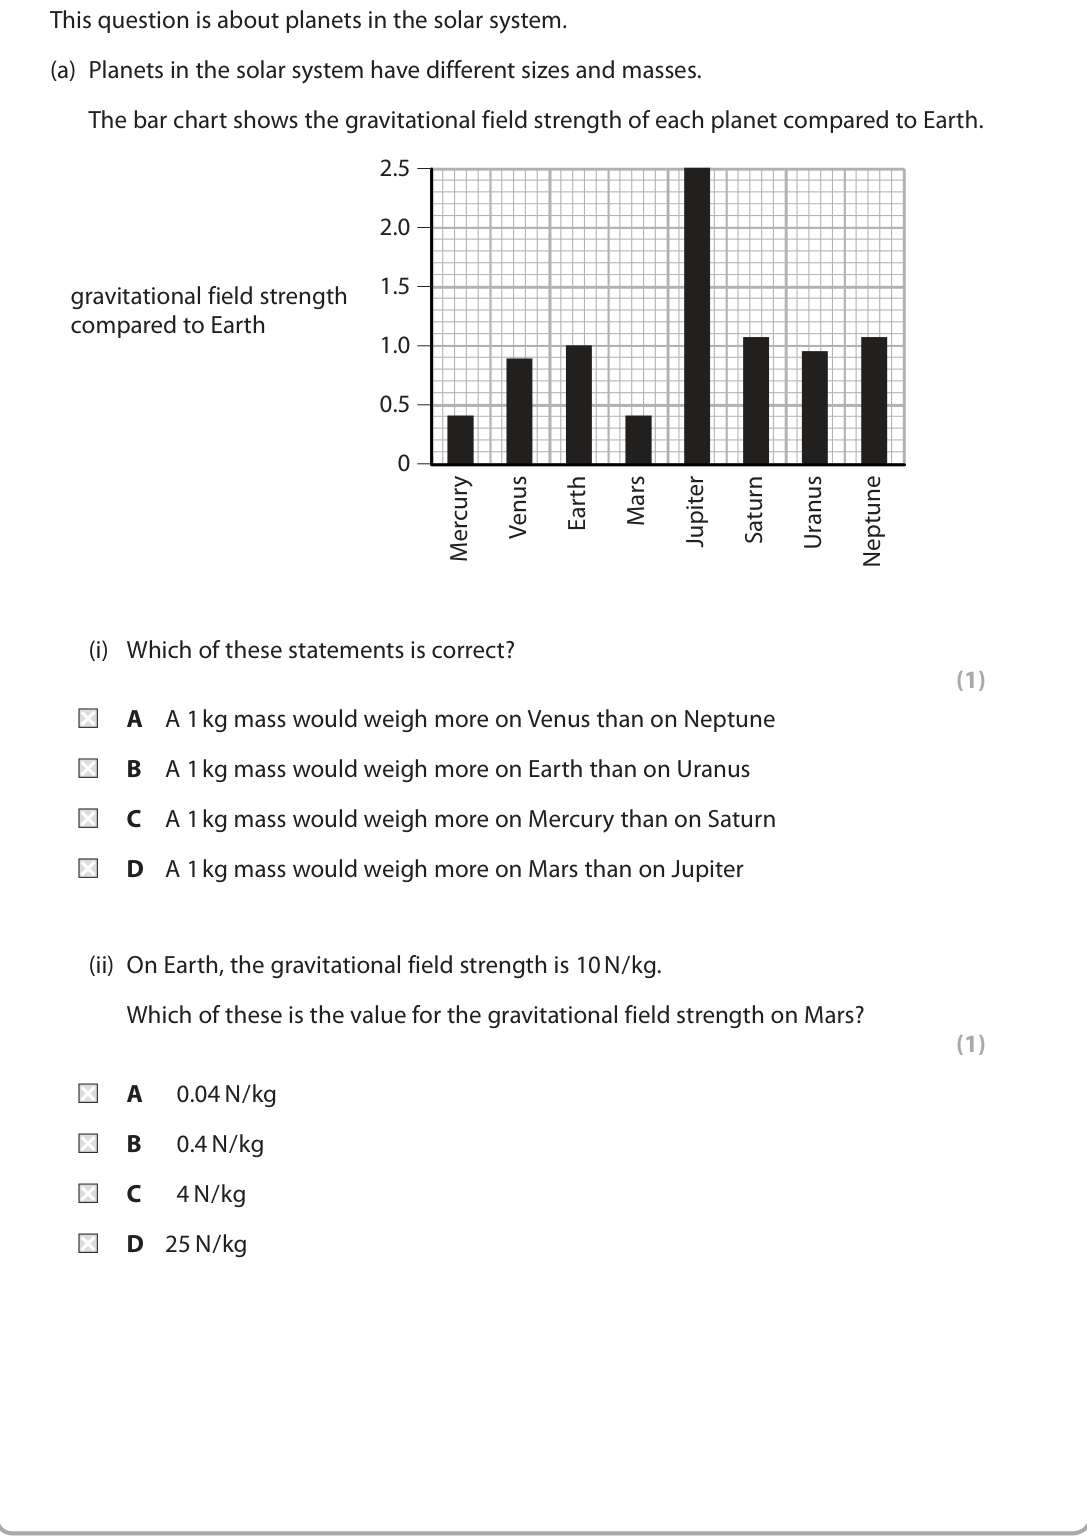 This question is about planets in the solar system.
(a) Planets in the solar system have different sizes and masses.
The bar chart shows the gravitational field strength of each planet compared to Earth.
2.5
2.0
1.5
1.0
0.5
0
gravitational field strength
compared to Earth
Mercury
Venus
Earth
Mars
Jupiter
Saturn
Uranus
Neptune
(i) Which of these statements is correct?
(1)
A A 1 kg mass would weigh more on Venus than on Neptune
B A 1 kg mass would weigh more on Earth than on Uranus
C A 1 kg mass would weigh more on Mercury than on Saturn
D A 1 kg mass would weigh more on Mars than on Jupiter
(ii) On Earth, the gravitational field strength is 10 N/kg.
Which of these is the value for the gravitational field strength on Mars?
(1)
A 0.04 N/kg
B 0.4 N/kg
C 4 N/kg
D 25 N/kg